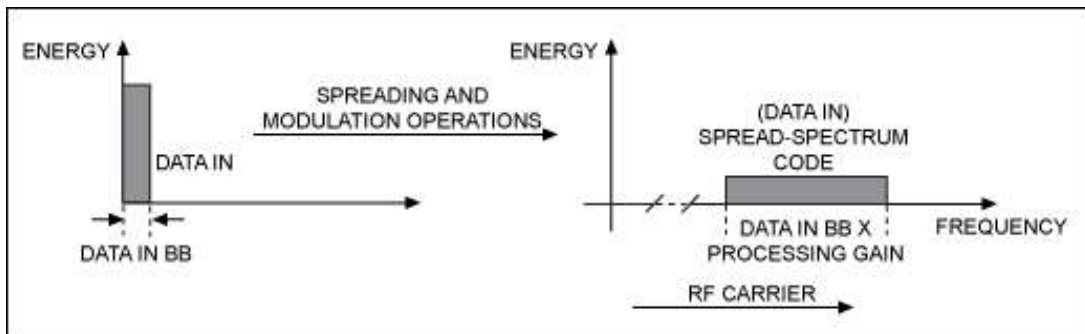 ENERGY
SPREADING AND
MODULATION OPERATIONS
DATA IN
DATA IN BB
ENERGY
(DATA IN)
SPREAD-SPECTRUM
CODE
FREQUENCY
DATA IN BB X
PROCESSING GAIN
RF CARRIER